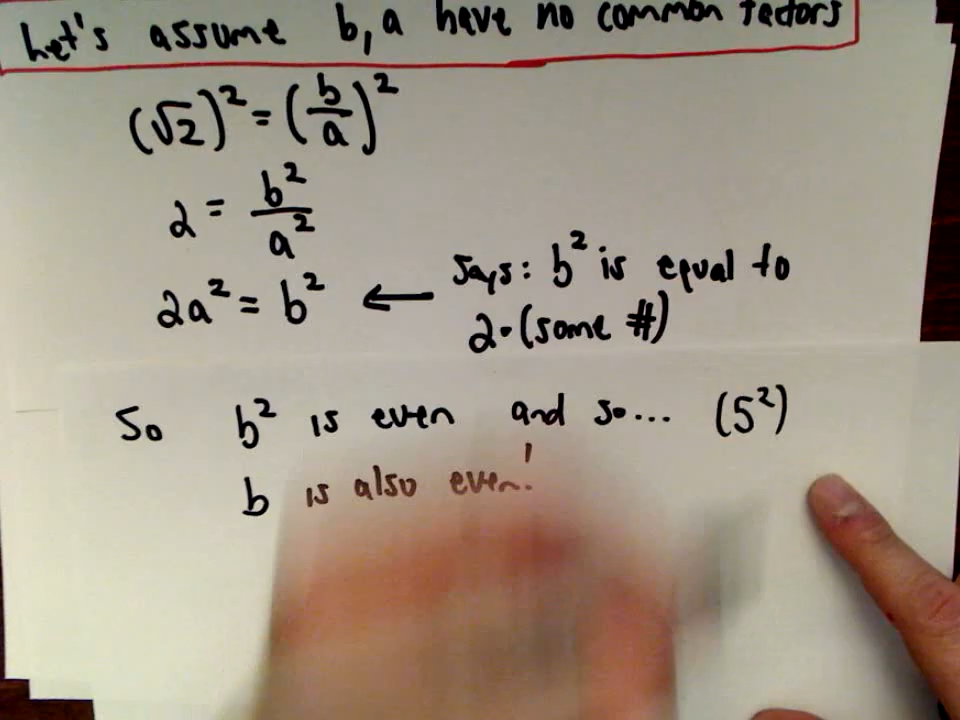 Let's assume b, a have no common factors
(√2)² = (b/a)²
2 = b²/a²
2a² = b² ← says: b² is equal to
2·(some #)
So b² is even and so... (5²)
b is also even!